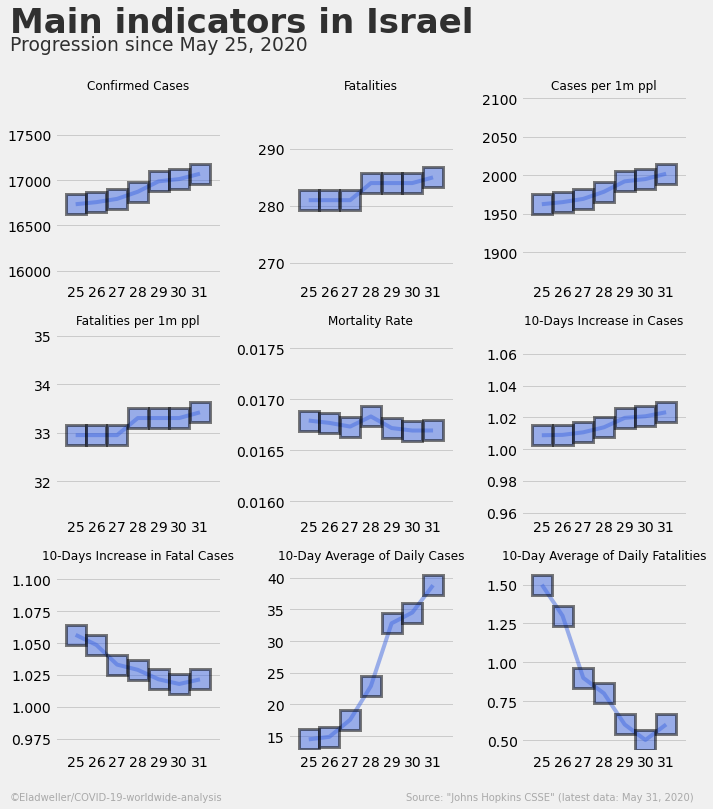 Main indicators in Israel
Progression since May 25, 2020
Confirmed Cases
17500
17000
16500
16000
25 26 27 28 29 30 31
Fatalities
290
280
270
25 26 27 28 29 30 31
Cases per 1m ppl
2100
2050
2000
1950
1900
25 26 27 28 29 30 31
Fatalities per 1m ppl
35
34
33
32
25 26 27 28 29 30 31
Mortality Rate
0.0175
0.0170
0.0165
0.0160
25 26 27 28 29 30 31
10-Days Increase in Cases
1.06
1.04
1.02
1.00
0.98
0.96
25 26 27 28 29 30 31
10-Days Increase in Fatal Cases
1.100
1.075
1.050
1.025
1.000
0.975
25 26 27 28 29 30 31
10-Day Average of Daily Cases
40
35
30
25
20
15
25 26 27 28 29 30 31
10-Day Average of Daily Fatalities
1.50
1.25
1.00
0.75
0.50
25 26 27 28 29 30 31
©Eladweller/COVID-19-worldwide-analysis
Source: "Johns Hopkins CSSE" (latest data: May 31, 2020)